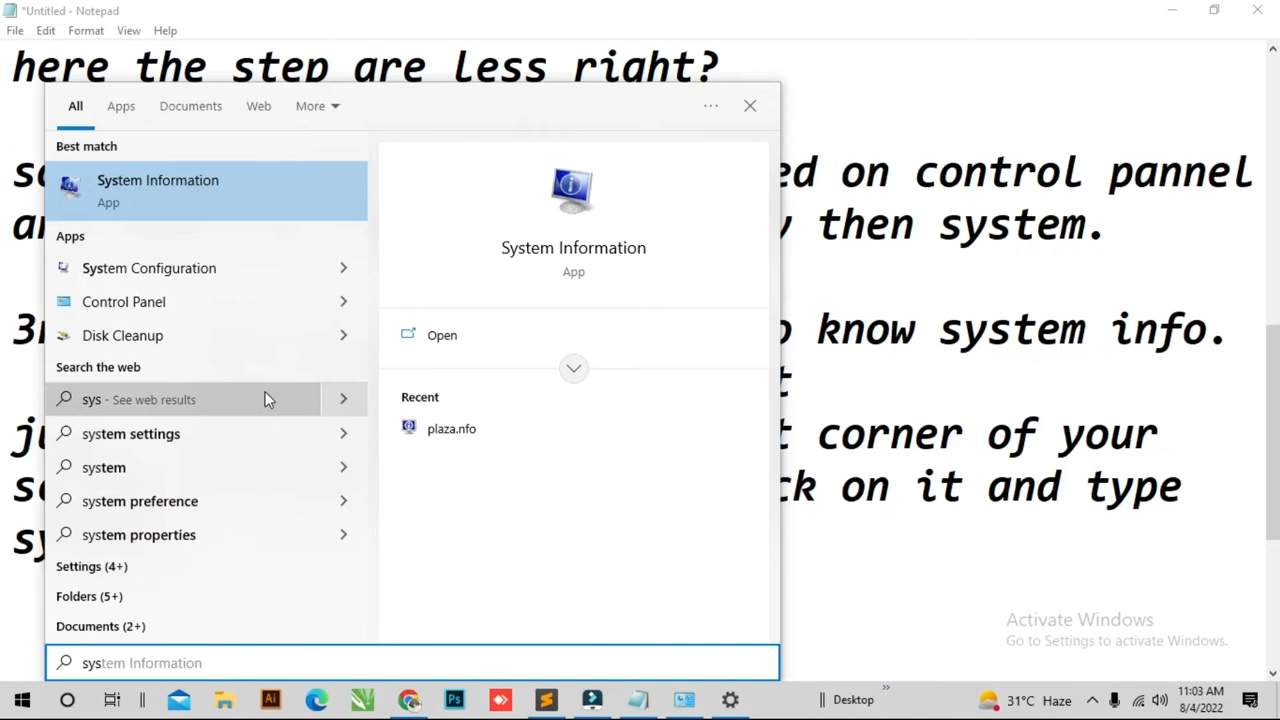 *Untitled - Notepad
File Edit Format View Help
here the step are less right?
All Apps Documents Web More
Best match
System Information
App
Apps
System Configuration
Control Panel
Disk Cleanup
Search the web
sys - See web results
system settings
system
system preference
system properties
Settings (4+)
Folders (5+)
Documents (2+)
system Information
System Information
App
Open
Recent
plaza.nfo
ed on control pannel
then system.
know system info.
corner of your
ck on it and type
Activate Windows
Go to Settings to activate Windows.
Ai Ps
Desktop
31°C Haze
11:03 AM
8/4/2022